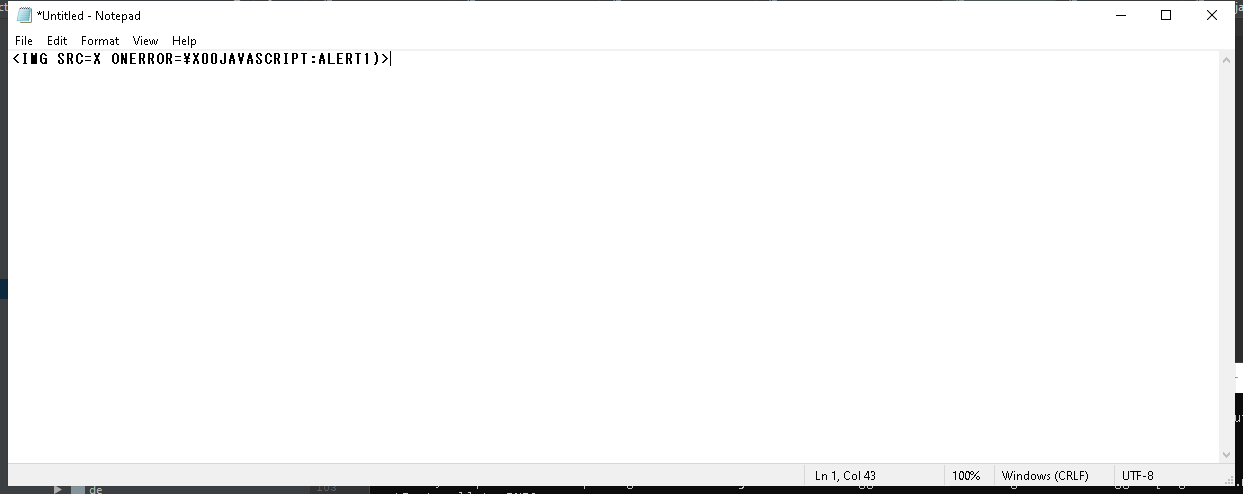 *Untitled - Notepad
File Edit Format View Help
<IMG SRC=X ONERROR=¥X00JAVASCRIPT:ALERT1)>
Ln 1, Col 43
100%
Windows (CRLF)
UTF-8
de
103